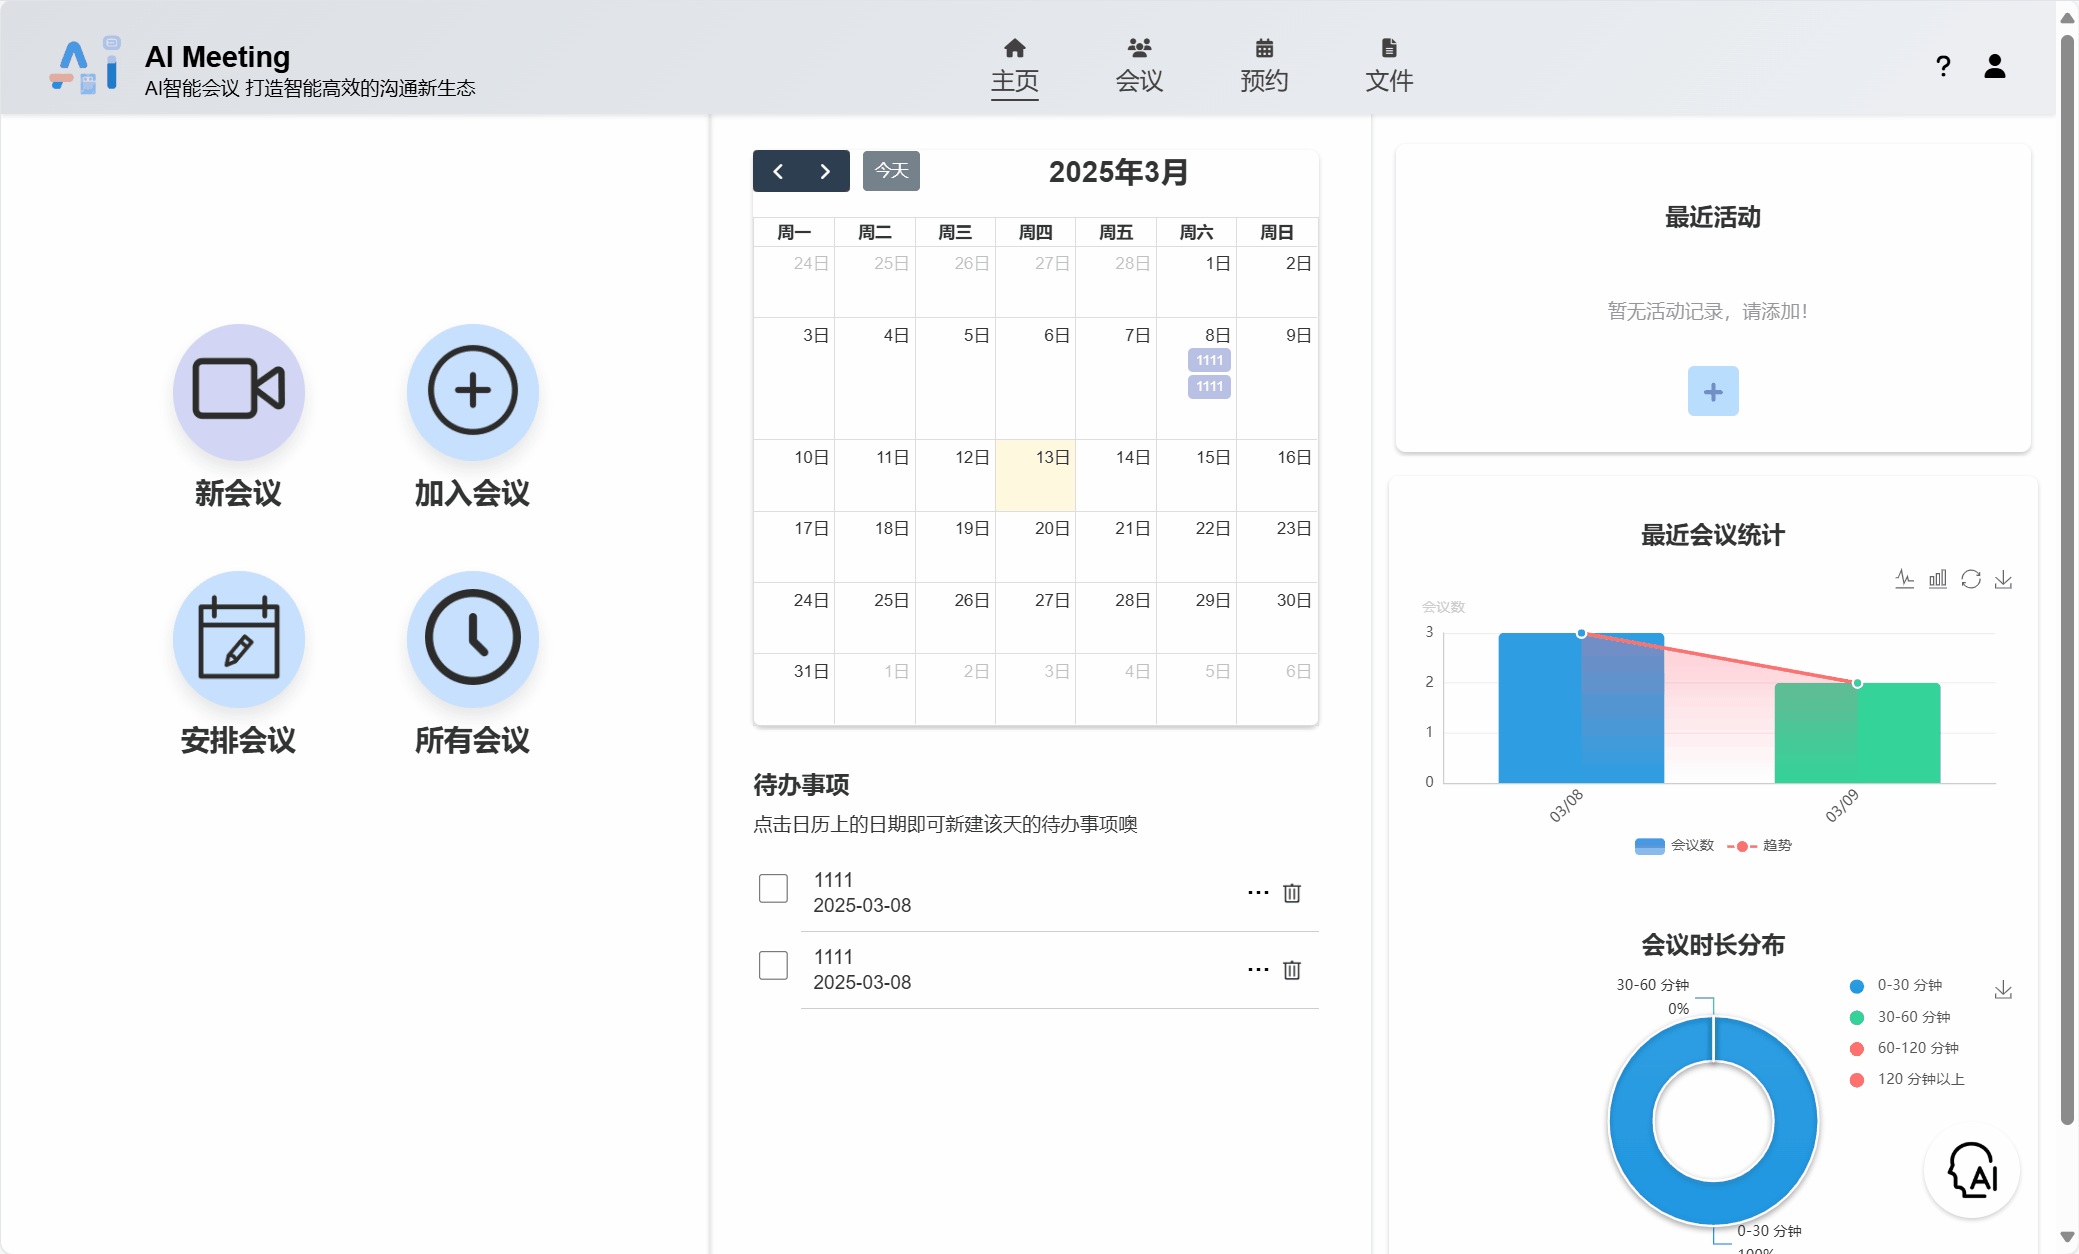 AI Meeting
AI智能会议 打造智能高效的沟通新生态
主页
会议
预约
文件
?
新会议
加入会议
安排会议
所有会议
今天
2025年3月
周一 周二 周三 周四 周五 周六 周日
24日 25日 26日 27日 28日 1日 2日
3日 4日 5日 6日 7日 8日 9日
1111
1111
10日 11日 12日 13日 14日 15日 16日
17日 18日 19日 20日 21日 22日 23日
24日 25日 26日 27日 28日 29日 30日
31日 1日 2日 3日 4日 5日 6日
待办事项
点击日历上的日期即可新建该天的待办事项噢
1111
2025-03-08
1111
2025-03-08
最近活动
暂无活动记录，请添加！
最近会议统计
会议数
3
2
1
0
03/08
03/09
会议数 趋势
会议时长分布
30-60 分钟
0%
0-30 分钟
30-60 分钟
60-120 分钟
120 分钟以上
0-30 分钟
100%
AI